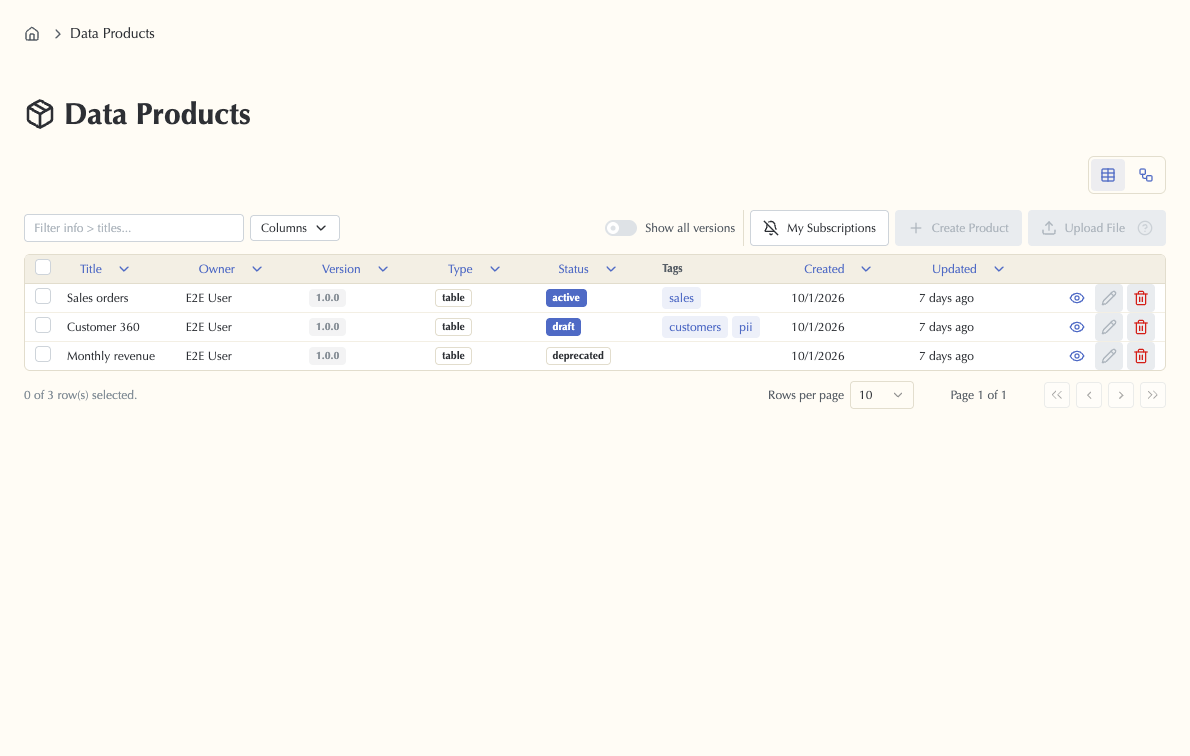 Data Products
Data Products
Filter info > titles...
Columns
Show all versions
My Subscriptions
Create Product
Upload File
Title Owner Version Type Status Tags Created Updated
Sales orders E2E User 1.0.0 table active sales 10/1/2026 7 days ago
Customer 360 E2E User 1.0.0 table draft customers pii 10/1/2026 7 days ago
Monthly revenue E2E User 1.0.0 table deprecated 10/1/2026 7 days ago
0 of 3 row(s) selected.
Rows per page 10
Page 1 of 1